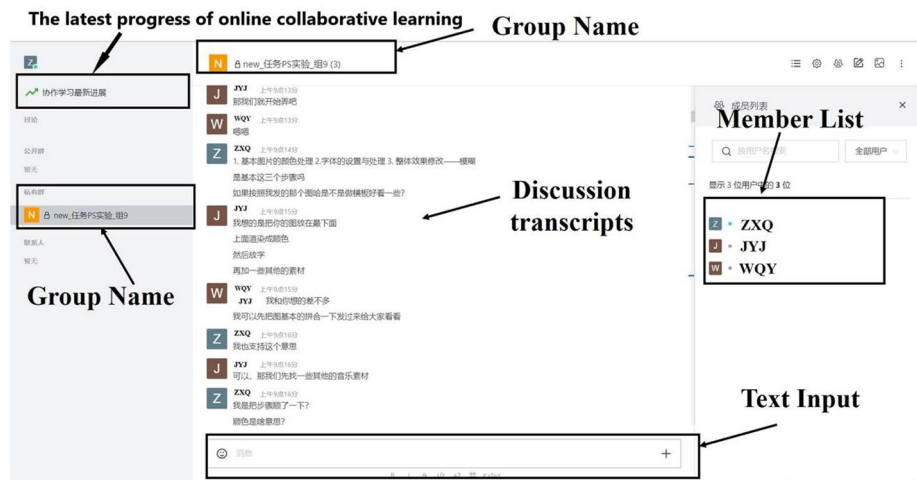 The latest progress of online collaborative learning
Group Name
Z
协作学习最新进展
讨论
公开群
暂无
私有群
N new_任务PS实验_组9
联系人
暂无
Group Name
N new_任务PS实验_组9 (3)
J JYJ 上午9点13分
那我们就开始弄吧
W WQY 上午9点13分
嗯嗯
Z ZXQ 上午9点14分
1. 基本图片的颜色处理 2.字体的设置与处理 3. 整体效果修改——模糊
是基本这三个步骤吗
如果按照我发的那个图哈是不是做横板好看一些?
J JYJ 上午9点15分
我想的是把你的图放在最下面
上面渲染成颜色
然后放字
再加一些其他的素材
W WQY 上午9点15分
JYJ 我和你想的差不多
我可以先把图基本的拼合一下发过来给大家看看
Z ZXQ 上午9点16分
我也支持这个意思
J JYJ 上午9点16分
可以、那我们先找一些其他的音乐素材
Z ZXQ 上午9点16分
我是把步骤顺了一下?
颜色是啥意思?
消息
Discussion
transcripts
成员列表
Member List
按用户名搜索
全部用户
显示 3 位用户中的 3 位
Z ZXQ
J JYJ
W WQY
Text Input